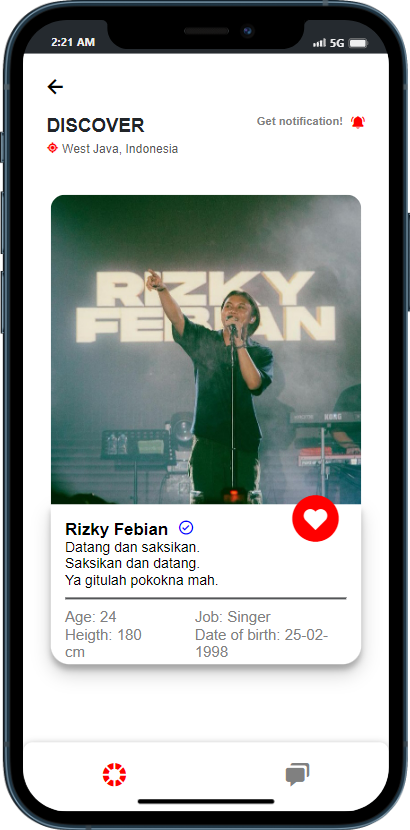 2:21 AM
5G
DISCOVER
Get notification!
West Java, Indonesia
RIZKY
FEBIAN
KORG
Rizky Febian
Datang dan saksikan.
Saksikan dan datang.
Ya gitulah pokokna mah.
Age: 24
Job: Singer
Heigth: 180
cm
Date of birth: 25-02-
1998